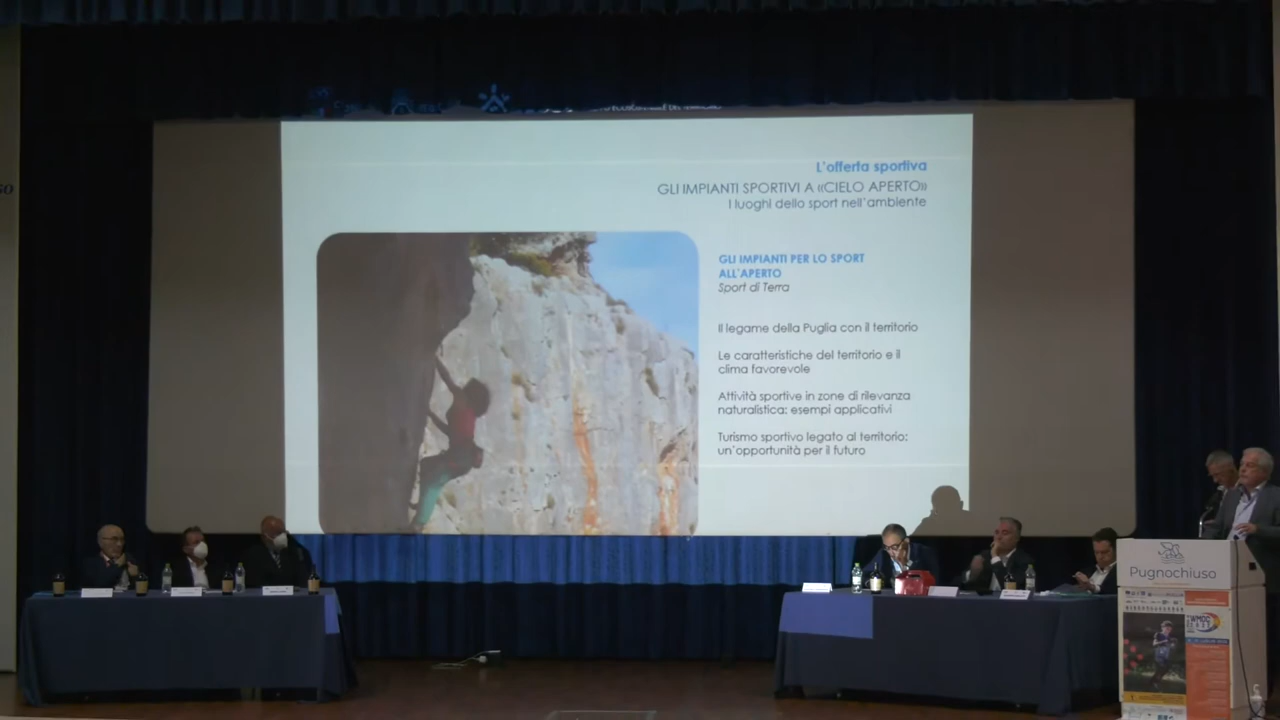 L'offerta sportiva
GLI IMPIANTI SPORTIVI A «CIELO APERTO»
I luoghi dello sport nell'ambiente
GLI IMPIANTI PER LO SPORT
ALL'APERTO
Sport di Terra
Il legame della Puglia con il territorio
Le caratteristiche del territorio e il
clima favorevole
Attività sportive in zone di rilevanza
naturalistica: esempi applicativi
Turismo sportivo legato al territorio:
un'opportunità per il futuro
Pugnochiuso
WMOC